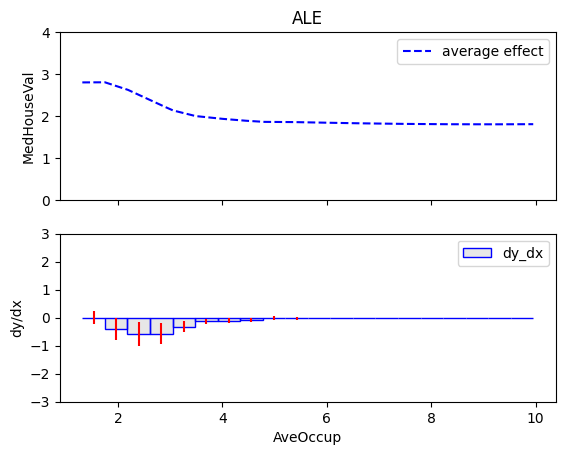 ALE
4
3
2
1
0
MedHouseVal
average effect
3
2
1
0
−1
−2
−3
dy/dx
dy_dx
2 4 6 8 10
AveOccup